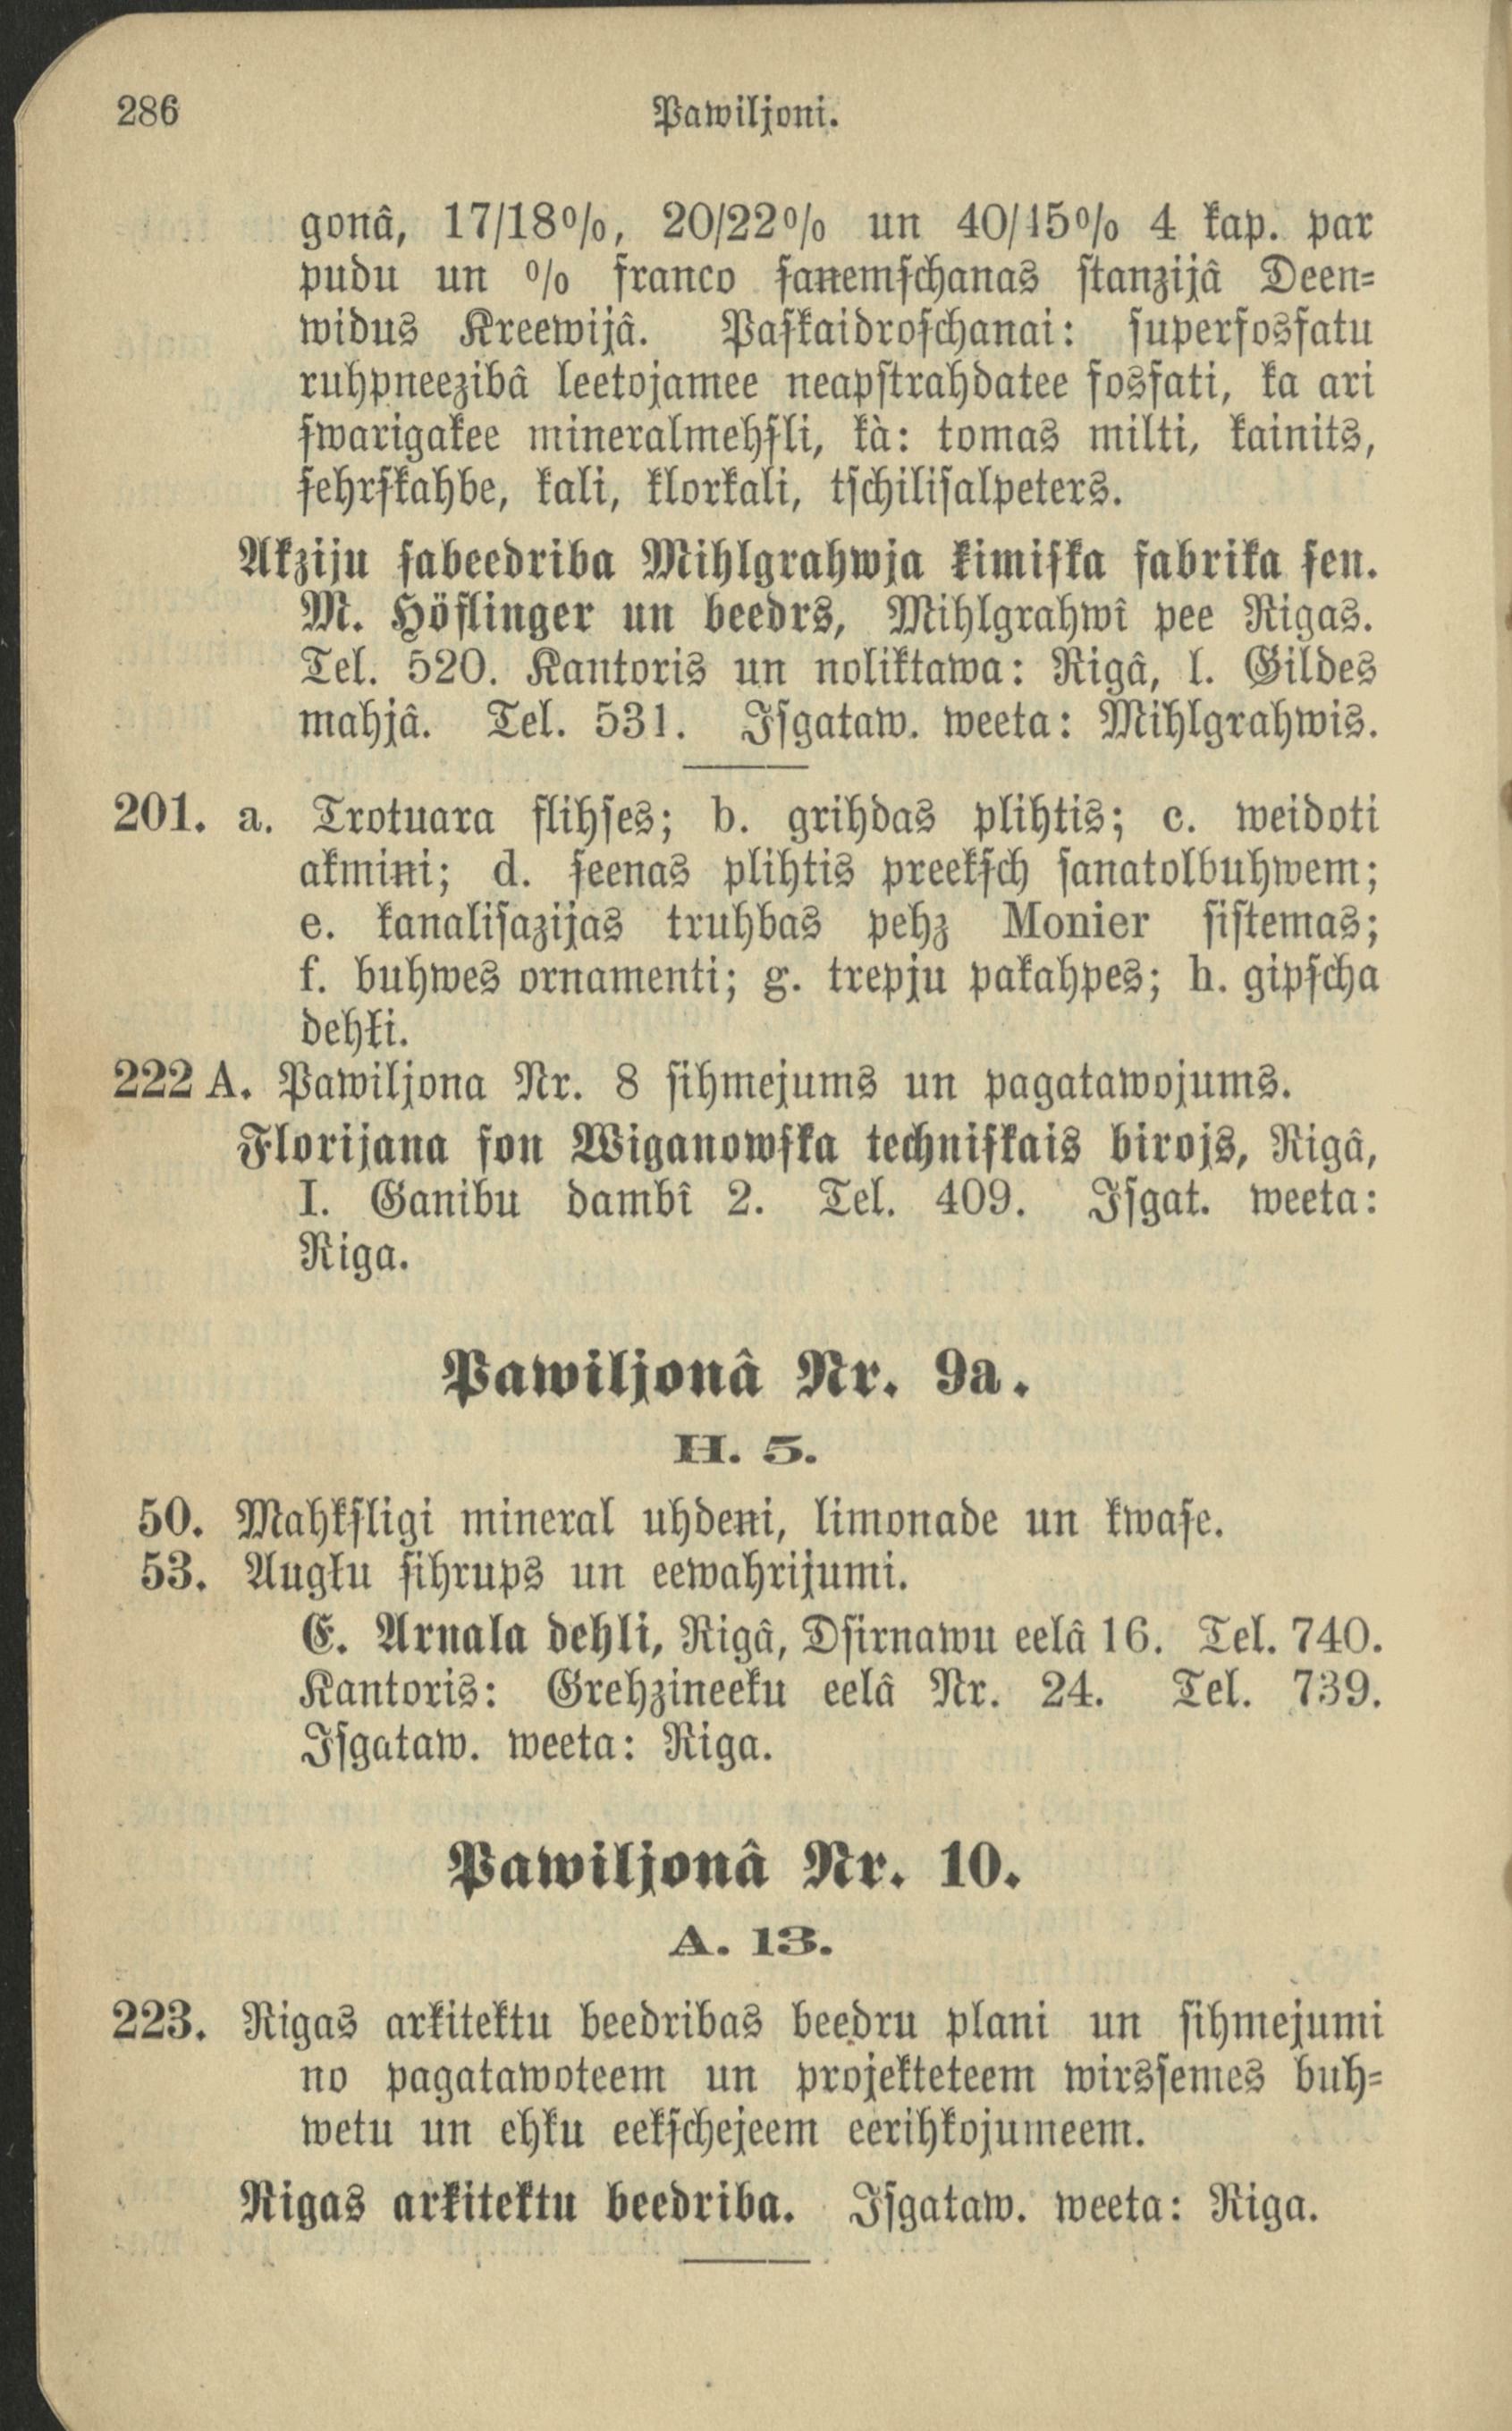 286 Pawiljoni.
gonâ, 17/18%, 20/22% un 40/45% 4 kap. par
pudu un % franco saņemſchanas ſtanzijâ Deen-
widus Kreewijâ. Paſkaidroſchanai: ſuperfosfatu
ruhpneezibâ leetojamee neapſtrahdatee fosfati, ka ari
ſwarigakee mineralmehſli, kà: tomas milti, kainits,
ſehrſkahbe, kali, klorkali, tſchiliſalpeters.
Akziju ſabeedriba Mihlgrahwja kimiſka fabrika ſen.
M. Höflinger un beedrs, Mihlgrahwî pee Rigas.
Tel. 520. Kantoris un noliktawa: Rigâ, l. Gildes
mahjâ. Tel. 531. Iſgataw. weeta: Mihlgrahwis.
201. a. Trotuara flihſes; b. grihdas plihtis; c. weidoti
akmiņi; d. ſeenas plihtis preekſch ſanatolbuhwem;
e. kanaliſazijas truhbas pehz Monier ſiſtemas;
f. buhwes ornamenti; g. trepju pakahpes; h. gipſcha
dehļi.
222 A. Pawiljona Nr. 8 ſihmejums un pagatawojums.
Florijana fon Wiganowſka techniſkais birojs, Rigâ,
I. Ganibu dambî 2. Tel. 409. Iſgat. weeta:
Riga.
Pawiljonâ Nr. 9a.
H. 5.
50. Mahkſligi mineral uhdeņi, limonade un kwaſe.
53. Augļu ſihrups un eewahrijumi.
E. Arnala dehli, Rigâ, Dſirnawu eelâ 16. Tel. 740.
Kantoris: Grehzineeku eelâ Nr. 24. Tel. 739.
Iſgataw. weeta: Riga.
Pawiljonâ Nr. 10.
A. 13.
223. Rigas arkitektu beedribas beedru plani un ſihmejumi
no pagatawoteem un projekteteem wirsſemes buh-
wetu un ehku eekſchejeem eerihkojumeem.
Rigas arkitektu beedriba. Iſgataw. weeta: Riga.